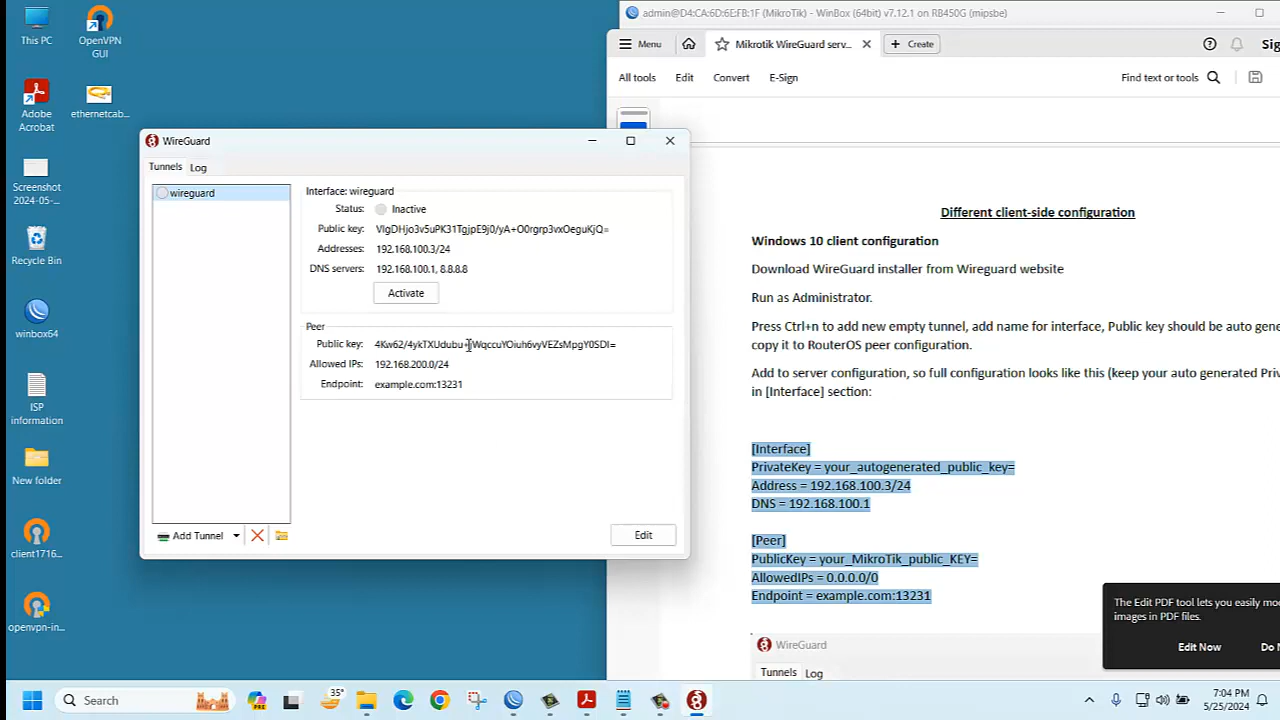 This PC
OpenVPN GUI
Adobe Acrobat
ethernetcab...
Screenshot 2024-05-...
Recycle Bin
winbox64
ISP information
New folder
client1716...
openvpn-in...
admin@D4:CA:6D:6E:FB:1F (MikroTik) - WinBox (64bit) v7.12.1 on RB450G (mipsbe)
Menu
Mikrotik WireGuard serv...
Create
All tools
Edit
Convert
E-Sign
Find text or tools
WireGuard
Tunnels
Log
wireguard
Interface: wireguard
Status: Inactive
Public key:
Addresses: 192.168.100.3/24
DNS servers: 192.168.100.1, 8.8.8.8
Activate
Peer
Public key:
Allowed IPs: 192.168.200.0/24
Endpoint: example.com:13231
Add Tunnel
Edit
Different client-side configuration
Windows 10 client configuration
Download WireGuard installer from Wireguard website
Run as Administrator.
Press Ctrl+n to add new empty tunnel, add name for interface, Public key should be auto gene
copy it to RouterOS peer configuration.
Add to server configuration, so full configuration looks like this (keep your auto generated Priv
in [Interface] section:
[Interface]
PrivateKey = your_autogenerated_public_key=
Address = 192.168.100.3/24
DNS = 192.168.100.1
[Peer]
PublicKey = your_MikroTik_public_KEY=
AllowedIPs = 0.0.0.0/0
Endpoint = example.com:13231
The Edit PDF tool lets you easily mod
images in PDF files.
Edit Now
Do N
WireGuard
Tunnels
Log
Search
35°
7:04 PM
5/25/2024